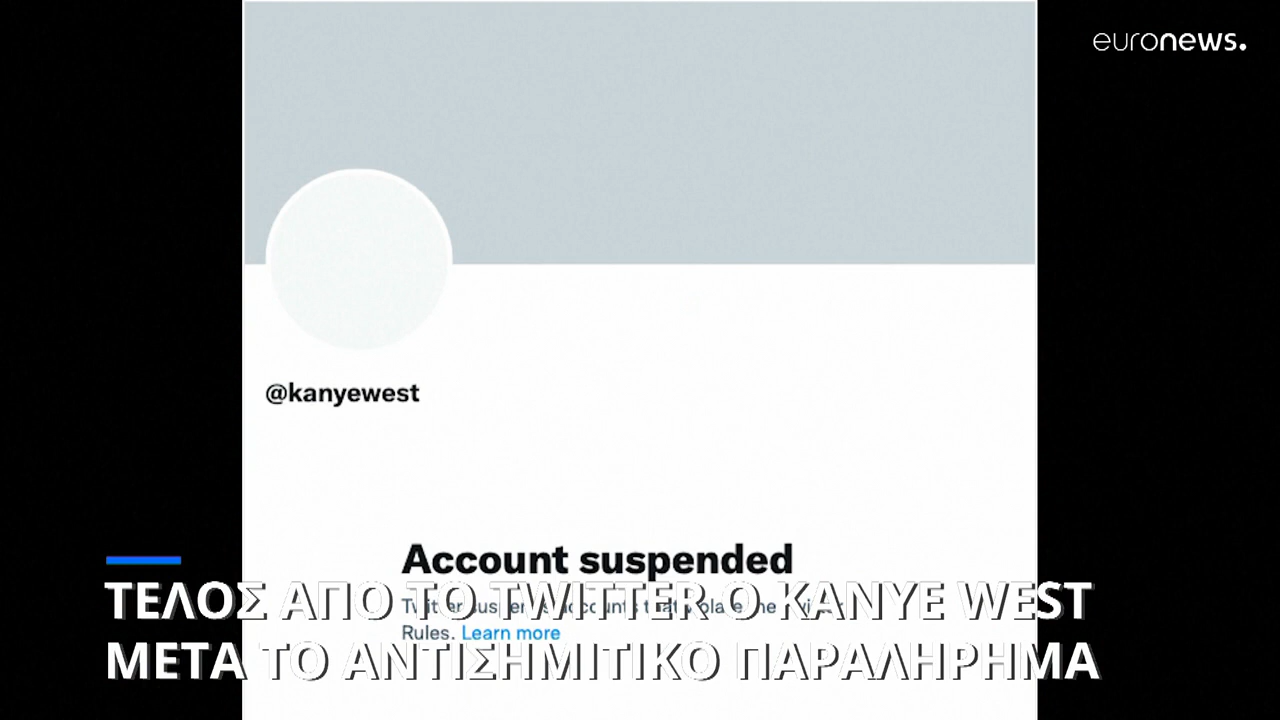 euronews.
@kanyewest
Account suspended
ΤΕΛΟΣ ΑΠΟ ΤΟ TWITTER Ο KANYE WEST
Rules. Learn more
ΜΕΤΑ ΤΟ ΑΝΤΙΣΗΜΙΤΙΚΟ ΠΑΡΑΛΗΡΗΜΑ